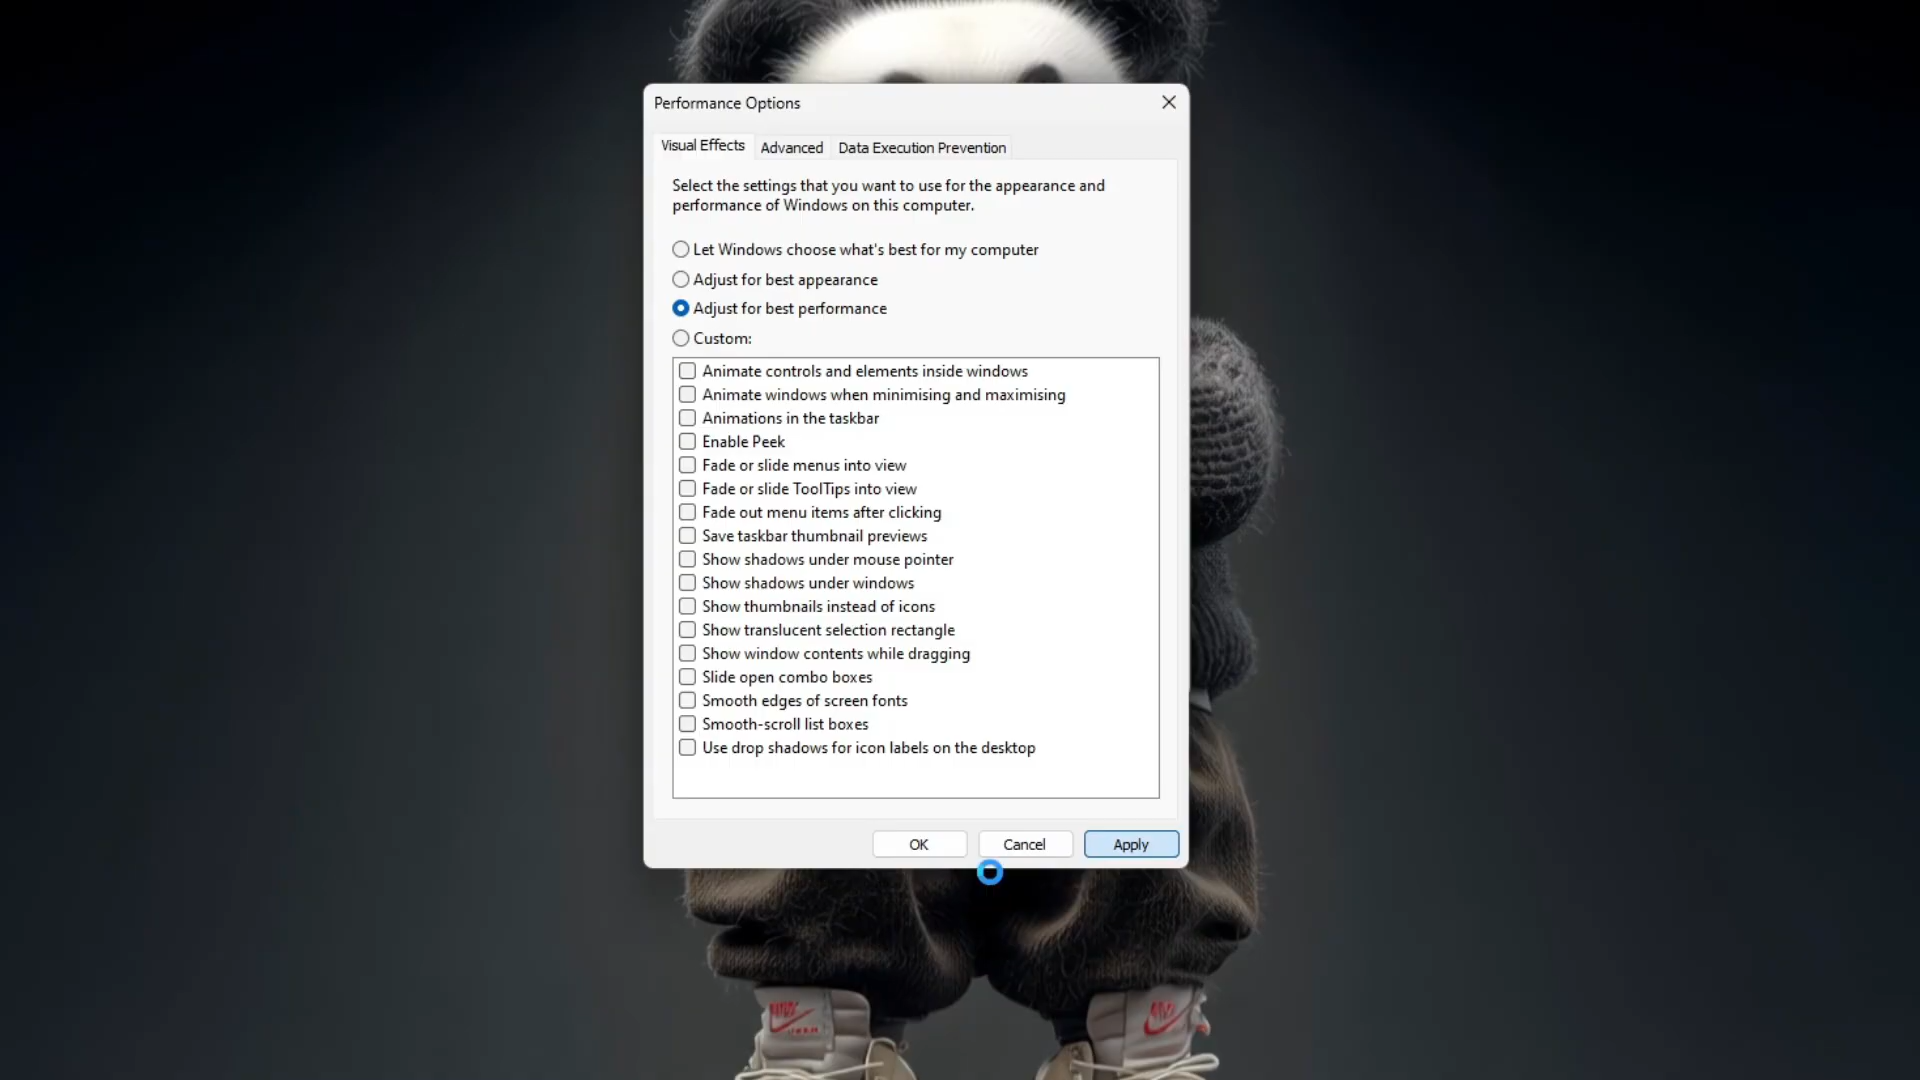 Performance Options
Visual Effects
Advanced
Data Execution Prevention
Select the settings that you want to use for the appearance and
performance of Windows on this computer.
Let Windows choose what's best for my computer
Adjust for best appearance
Adjust for best performance
Custom:
Animate controls and elements inside windows
Animate windows when minimising and maximising
Animations in the taskbar
Enable Peek
Fade or slide menus into view
Fade or slide ToolTips into view
Fade out menu items after clicking
Save taskbar thumbnail previews
Show shadows under mouse pointer
Show shadows under windows
Show thumbnails instead of icons
Show translucent selection rectangle
Show window contents while dragging
Slide open combo boxes
Smooth edges of screen fonts
Smooth-scroll list boxes
Use drop shadows for icon labels on the desktop
OK
Cancel
Apply